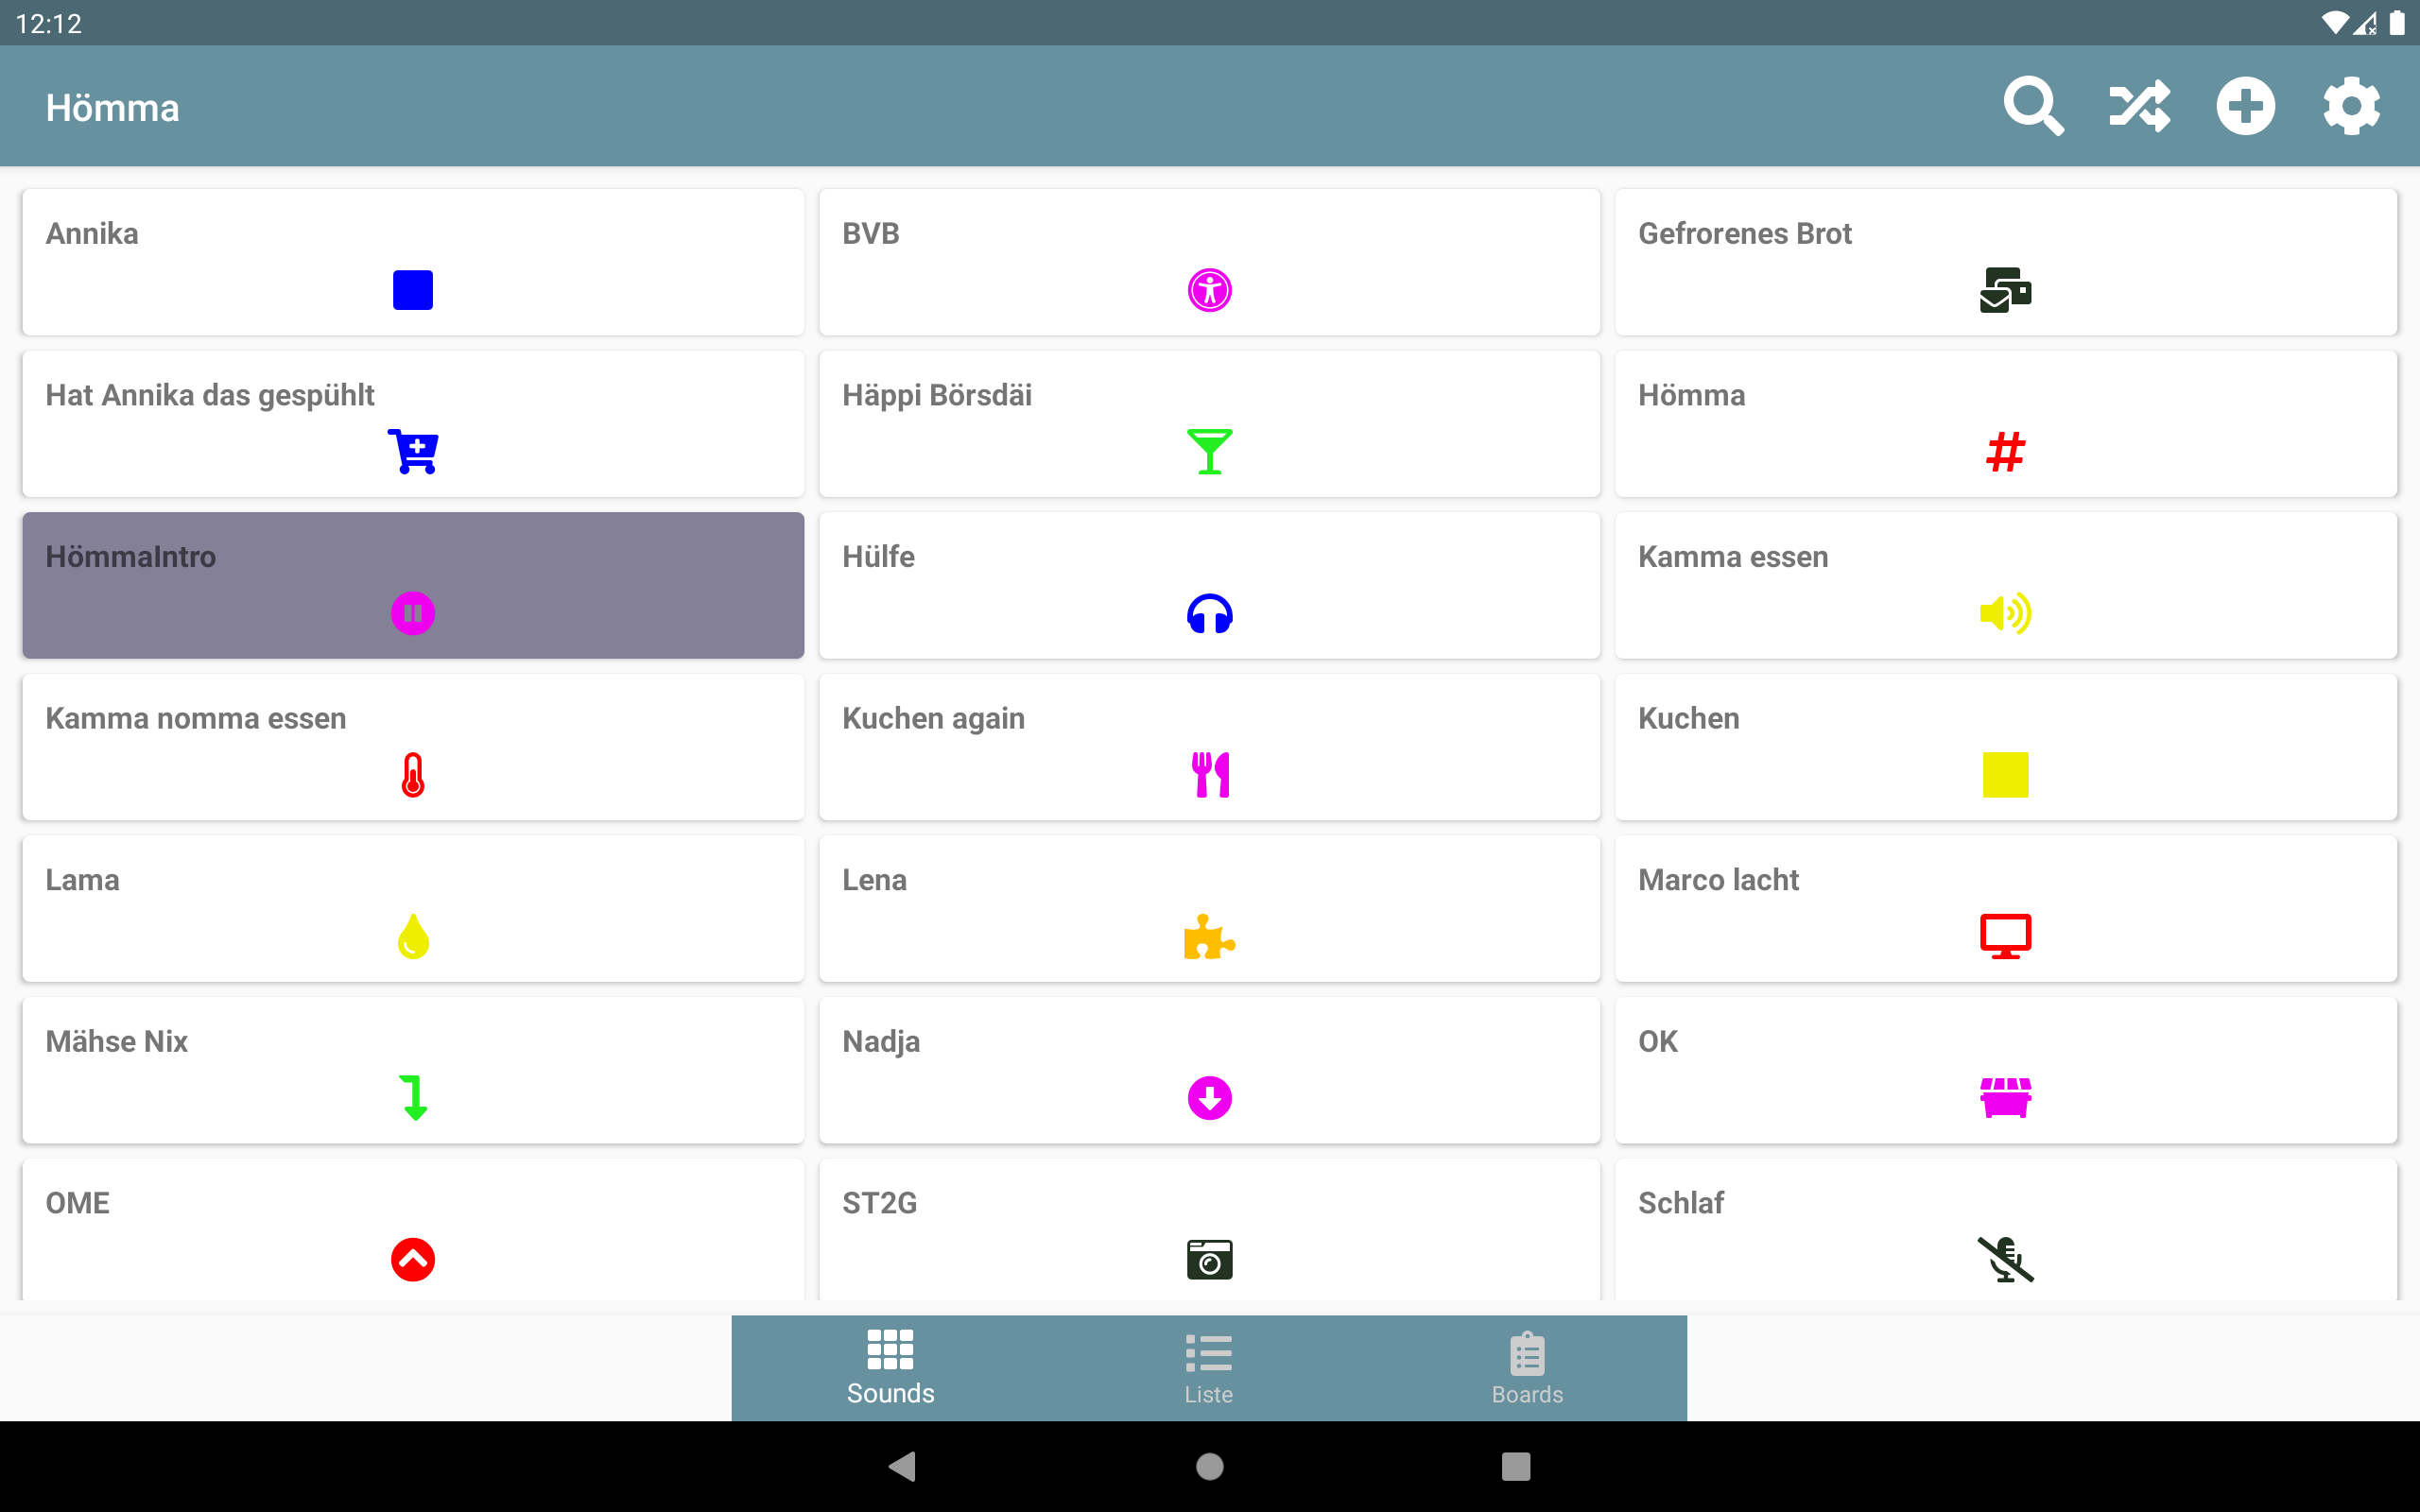 12:12
Hömma
Annika
BVB
Gefrorenes Brot
Hat Annika das gespühlt
Häppi Börsdäi
Hömma
HömmaIntro
Hülfe
Kamma essen
Kamma nomma essen
Kuchen again
Kuchen
Lama
Lena
Marco lacht
Mähse Nix
Nadja
OK
OME
ST2G
Schlaf
Sounds
Liste
Boards